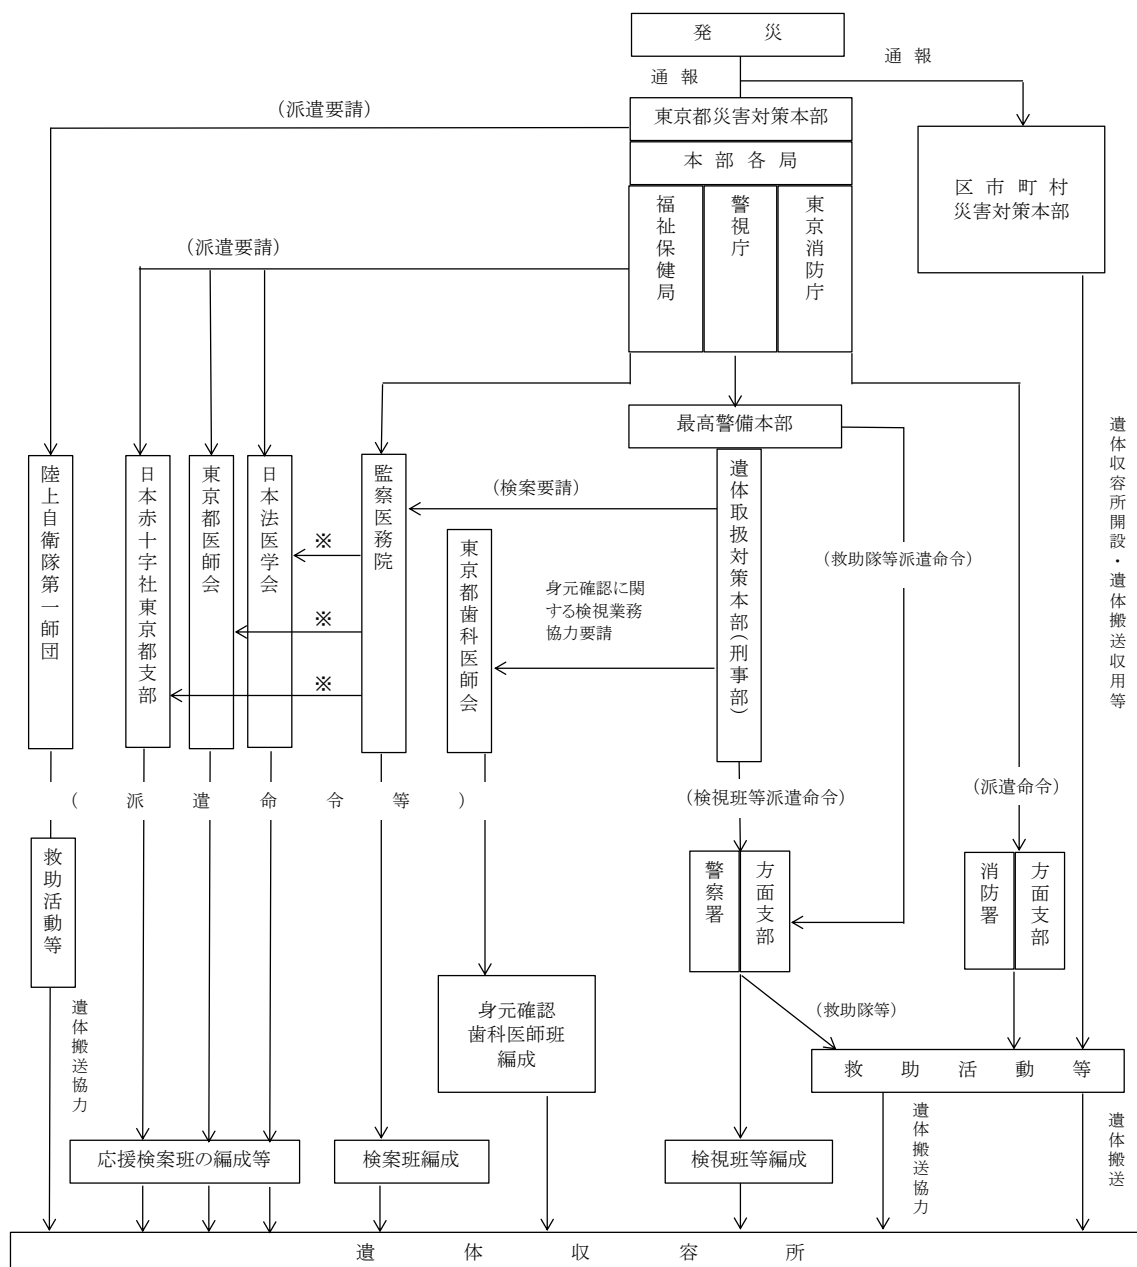 発災
通報
通報
(派遣要請)
東京都災害対策本部
本部各局
区市町村
災害対策本部
福祉保健局
警視庁
東京消防庁
(派遣要請)
最高警備本部
陸上自衛隊第一師団
日本赤十字社東京都支部
東京都医師会
日本法医学会
監察医務院
(検案要請)
東京都歯科医師会
遺体取扱対策本部(刑事部)
※
※
※
身元確認に関
する検視業務
協力要請
(救助隊等派遣命令)
遺体収容所開設・遺体搬送収用等
(派遣命令等)
(検視班等派遣命令)
(派遣命令)
救助活動等
警察署
方面支部
消防署
方面支部
遺体搬送協力
身元確認
歯科医師班
編成
(救助隊等)
救助活動等
応援検案班の編成等
検案班編成
検視班等編成
遺体搬送協力
遺体搬送
遺体収容所